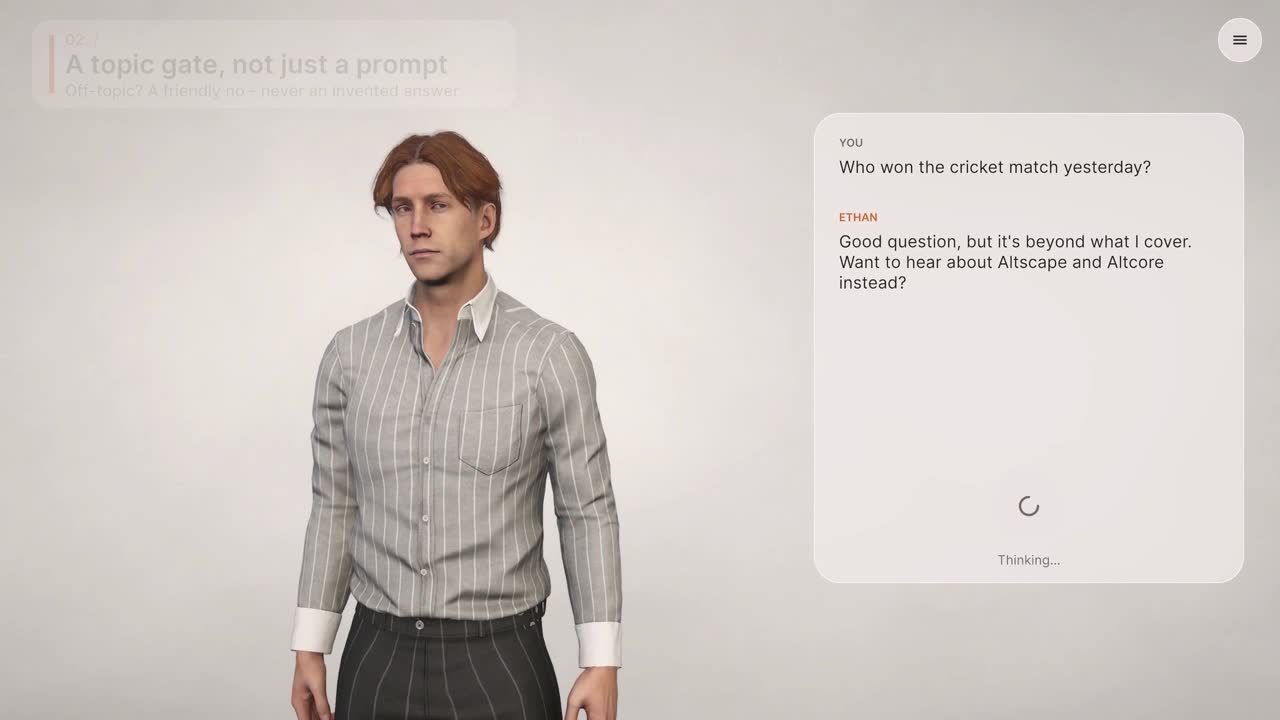 02. /
A topic gate, not just a prompt
Off-topic? A friendly no - never an invented answer
YOU
Who won the cricket match yesterday?
ETHAN
Good question, but it's beyond what I cover.
Want to hear about Altscape and Altcore
instead?
Thinking...